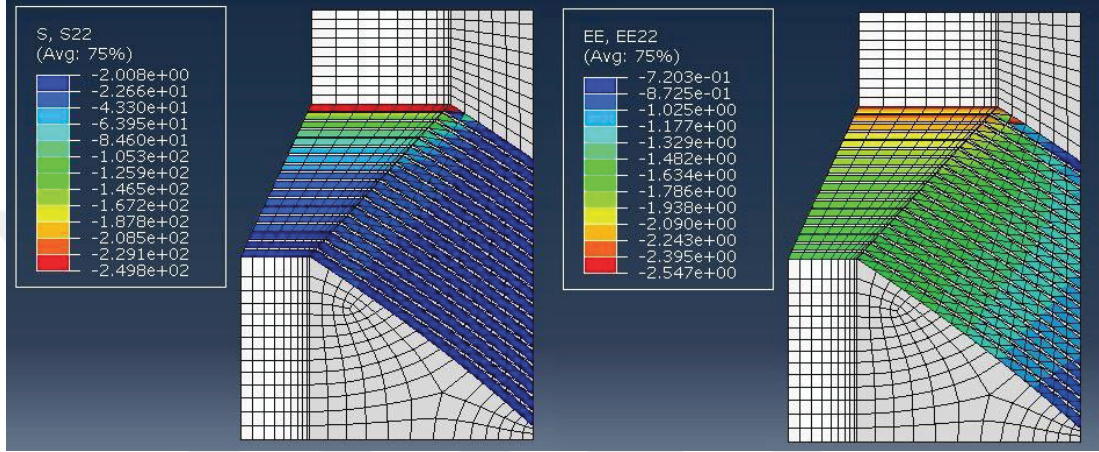 S, S22
(Avg: 75%)
-2.008e+00
-2.266e+01
-4.330e+01
-6.395e+01
-8.460e+01
-1.053e+02
-1.259e+02
-1.465e+02
-1.672e+02
-1.878e+02
-2.085e+02
-2.291e+02
-2.498e+02
EE, EE22
(Avg: 75%)
-7.203e-01
-8.725e-01
-1.025e+00
-1.177e+00
-1.329e+00
-1.482e+00
-1.634e+00
-1.786e+00
-1.938e+00
-2.090e+00
-2.243e+00
-2.395e+00
-2.547e+00